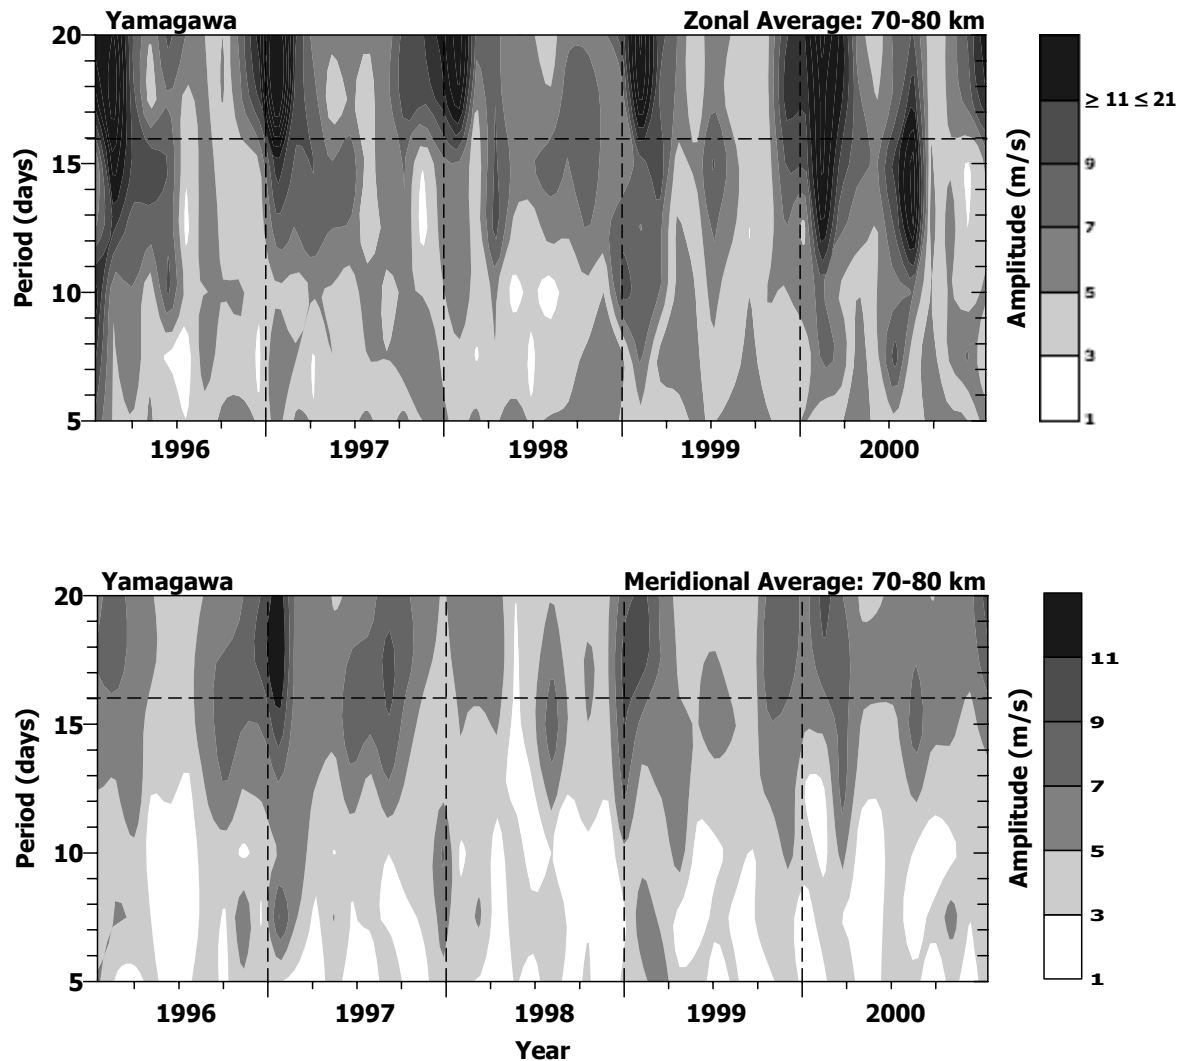 Yamagawa Zonal Average: 70-80 km
20
15
10
5
Period (days)
1996 1997 1998 1999 2000
≥ 11 ≤ 21
9
7
5
3
1
Amplitude (m/s)
Yamagawa Meridional Average: 70-80 km
20
15
10
5
Period (days)
1996 1997 1998 1999 2000
Year
11
9
7
5
3
1
Amplitude (m/s)